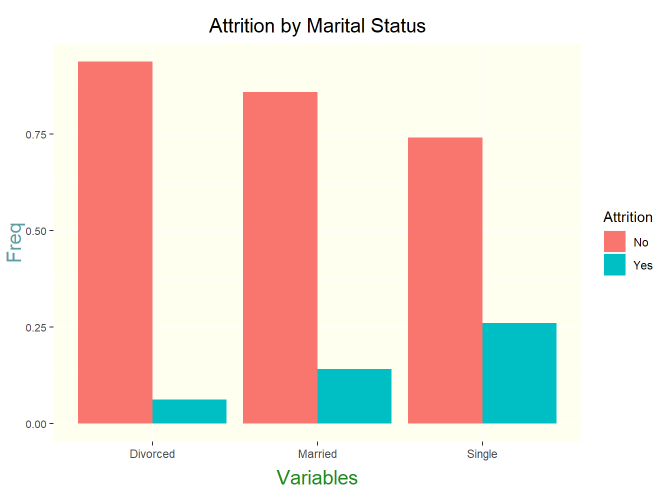 Attrition by Marital Status
Freq
0.75
0.50
0.25
0.00
Divorced Married Single
Variables
Attrition
No
Yes